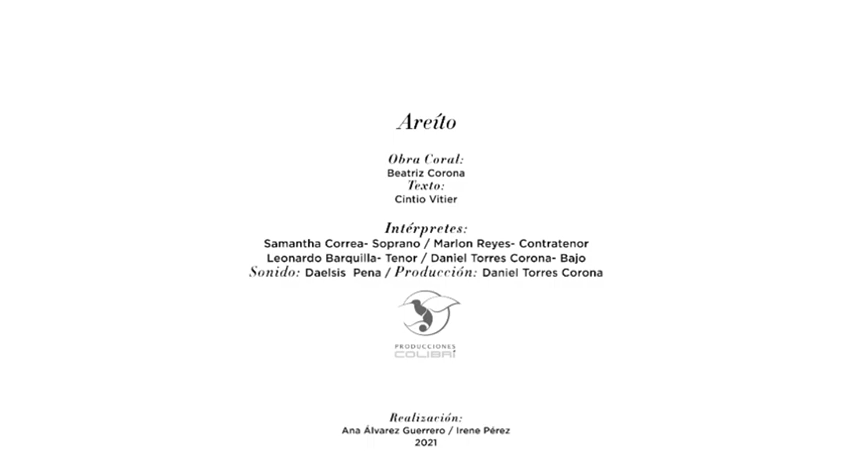 Areíto
Obra Coral:
Beatriz Corona
Texto:
Cintio Vitier
Intérpretes:
Samantha Correa- Soprano / Marlon Reyes- Contratenor
Leonardo Barquilla- Tenor / Daniel Torres Corona- Bajo
Sonido: Daelsis Pena / Producción: Daniel Torres Corona
PRODUCCIONES
COLIBRÍ
Realización:
Ana Álvarez Guerrero / Irene Pérez
2021